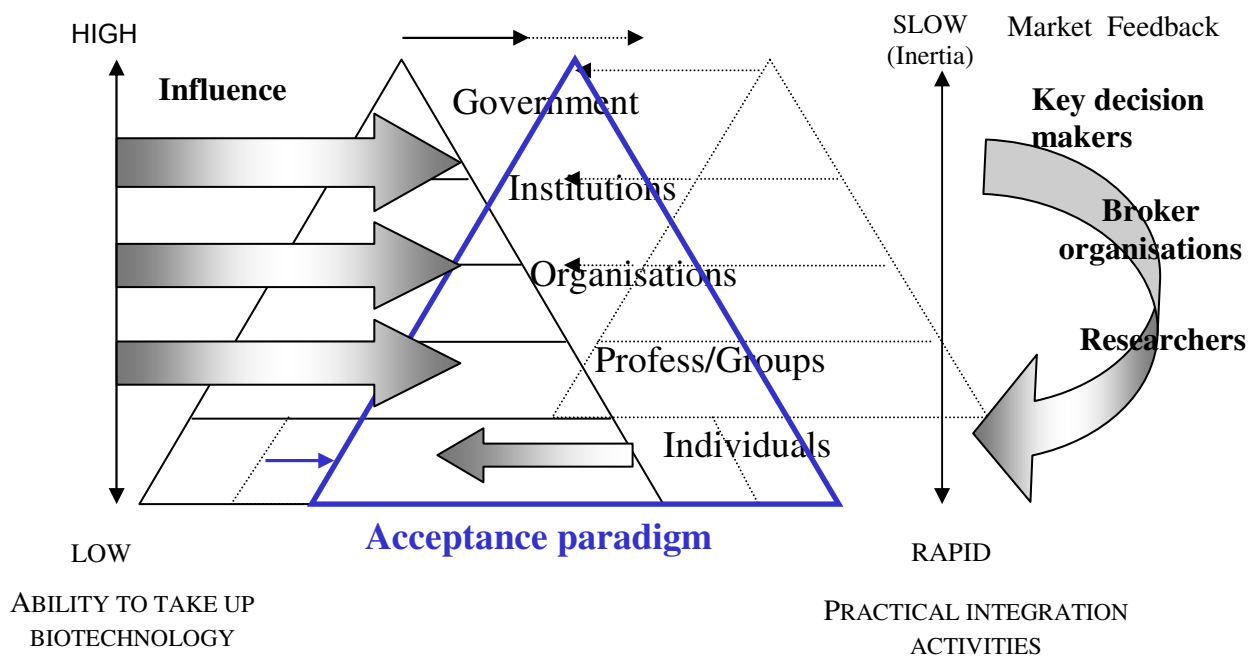 HIGH
Influence
Government
Institutions
Organisations
Profess/Groups
Individuals
Acceptance paradigm
LOW
ABILITY TO TAKE UP
BIOTECHNOLOGY
SLOW
(Inertia)
Market Feedback
Key decision
makers
Broker
organisations
Researchers
RAPID
PRACTICAL INTEGRATION
ACTIVITIES